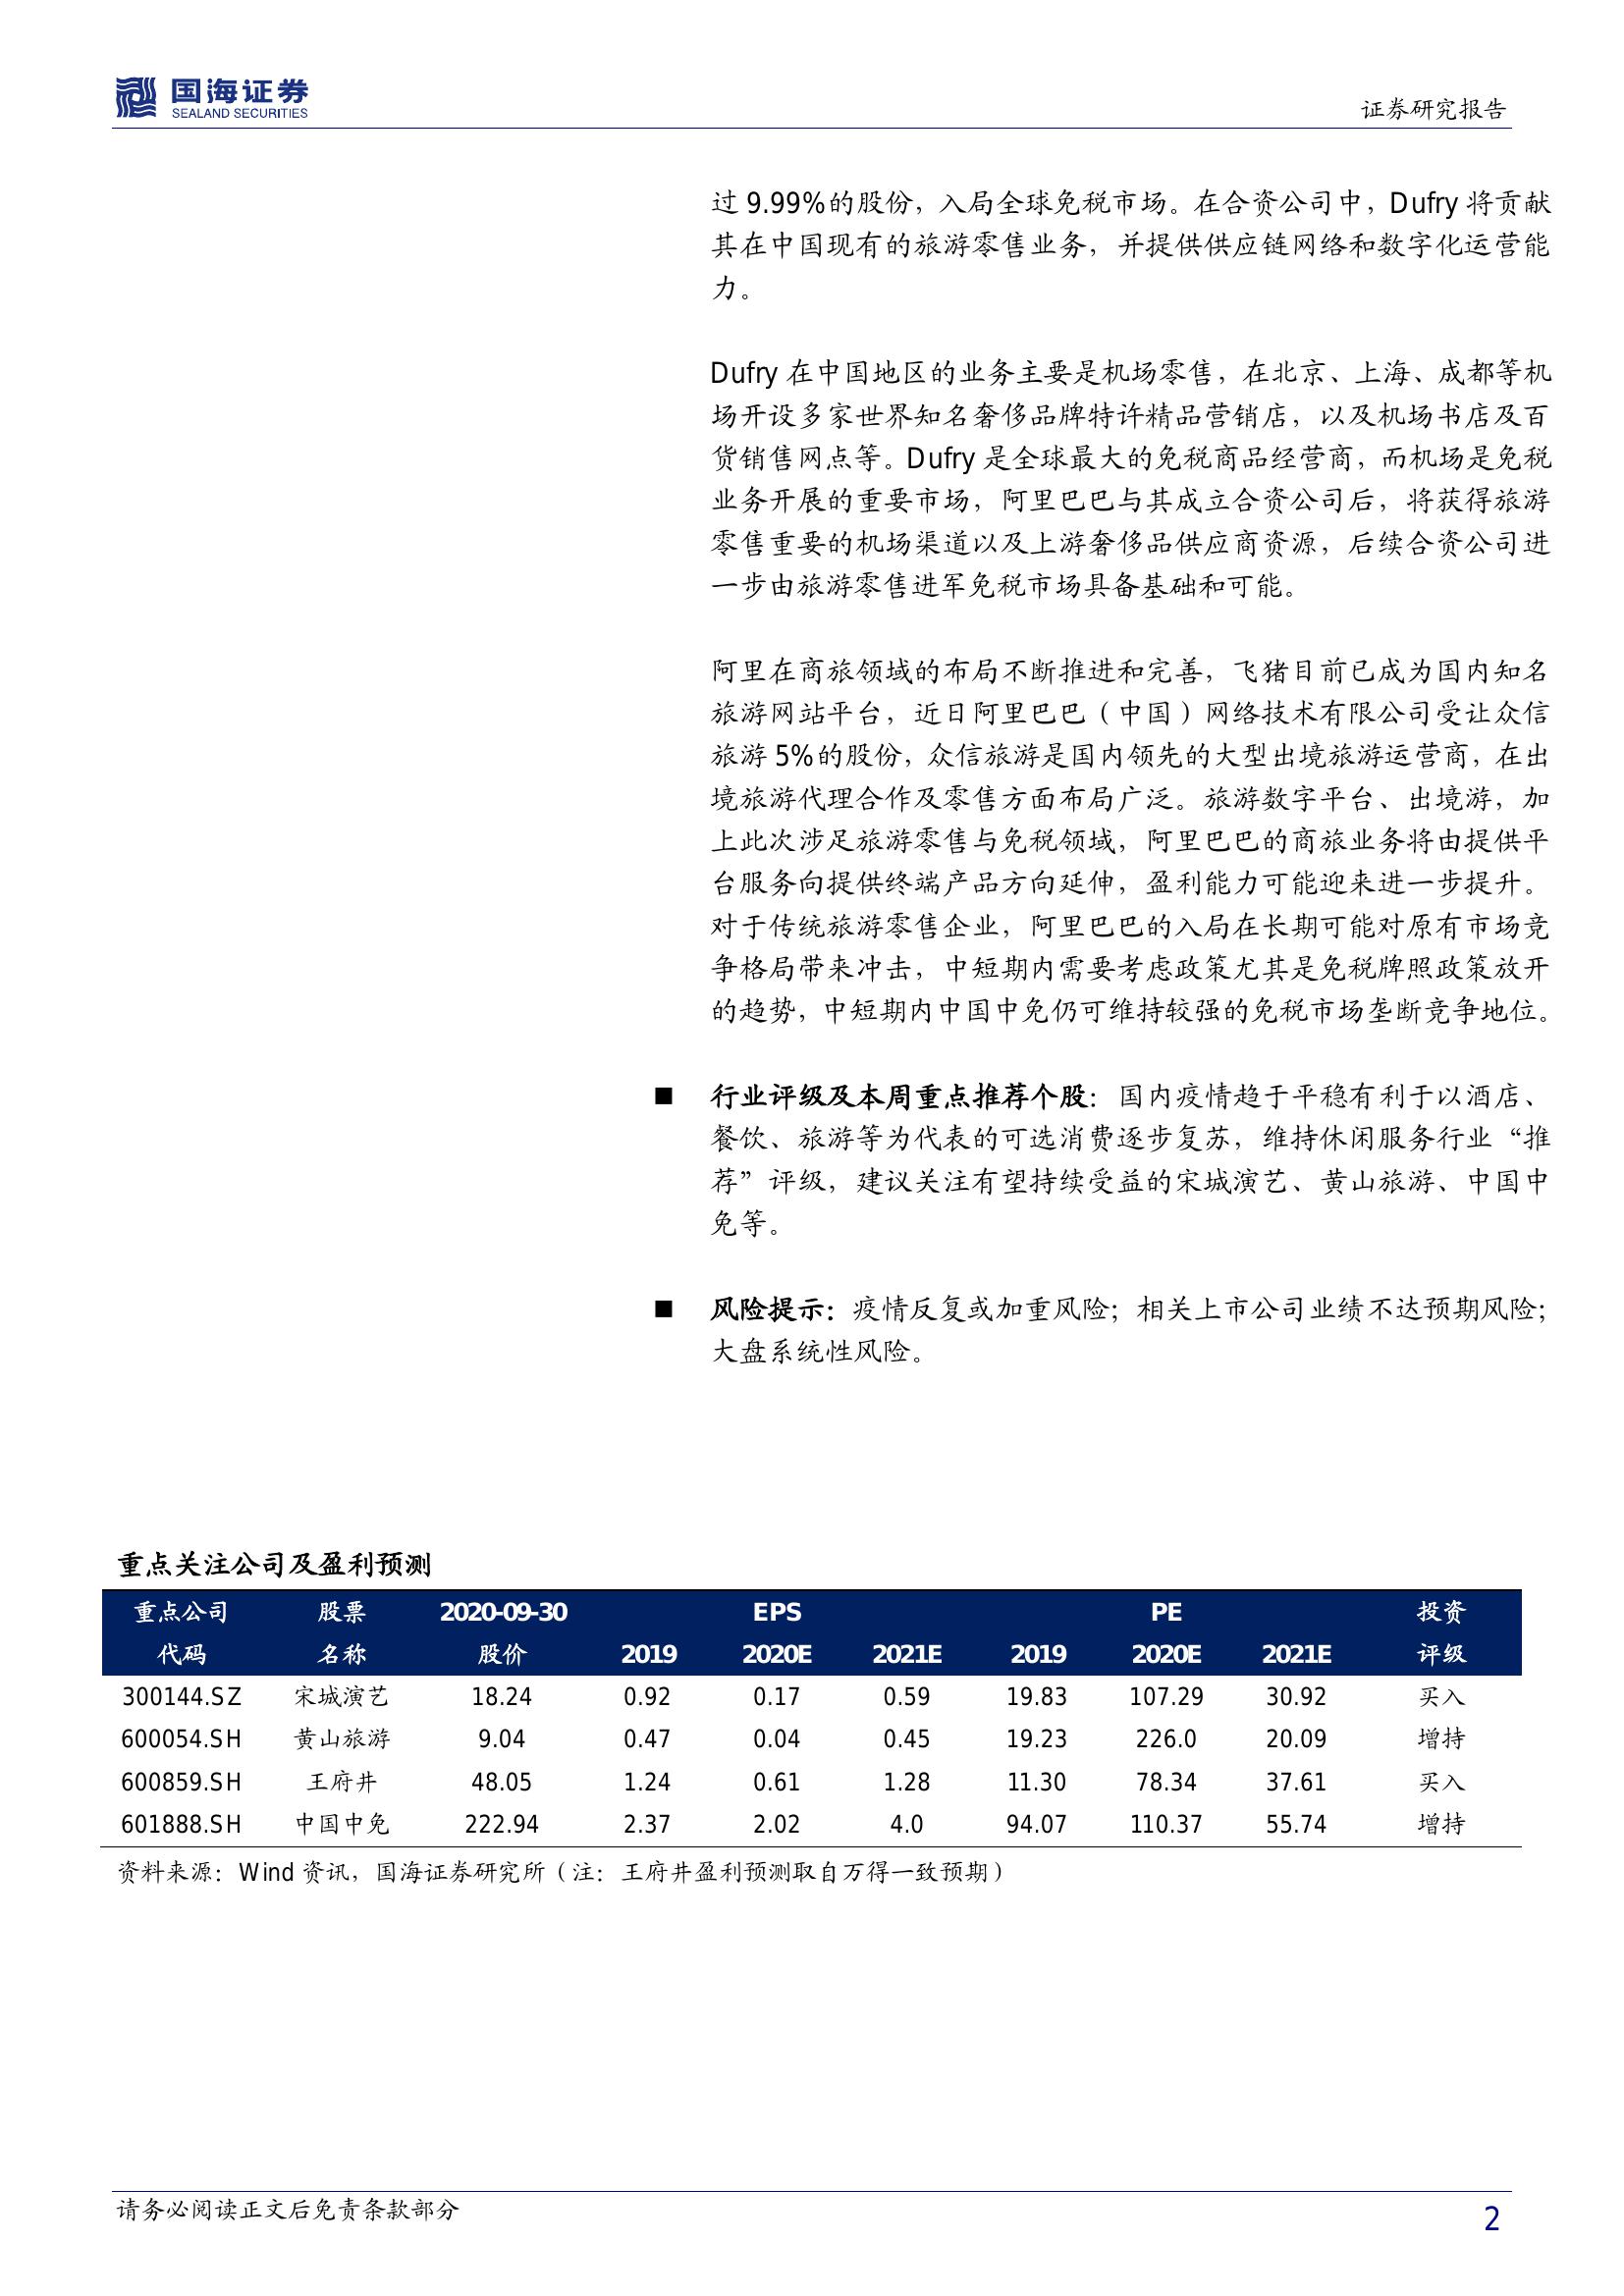 国海证券
SEALAND SECURITIES
证券研究报告
过 9.99%的股份，入局全球免税市场。在合资公司中，Dufry 将贡献
其在中国现有的旅游零售业务，并提供供应链网络和数字化运营能
力。
Dufry 在中国地区的业务主要是机场零售，在北京、上海、成都等机
场开设多家世界知名奢侈品牌特许精品营销店，以及机场书店及百
货销售网点等。Dufry 是全球最大的免税商品经营商，而机场是免税
业务开展的重要市场，阿里巴巴与其成立合资公司后，将获得旅游
零售重要的机场渠道以及上游奢侈品供应商资源，后续合资公司进
一步由旅游零售进军免税市场具备基础和可能。
阿里在商旅领域的布局不断推进和完善，飞猪目前已成为国内知名
旅游网站平台，近日阿里巴巴（中国）网络技术有限公司受让众信
旅游 5%的股份，众信旅游是国内领先的大型出境旅游运营商，在出
境旅游代理合作及零售方面布局广泛。旅游数字平台、出境游，加
上此次涉足旅游零售与免税领域，阿里巴巴的商旅业务将由提供平
台服务向提供终端产品方向延伸，盈利能力可能迎来进一步提升。
对于传统旅游零售企业，阿里巴巴的入局在长期可能对原有市场竞
争格局带来冲击，中短期内需要考虑政策尤其是免税牌照政策放开
的趋势，中短期内中国中免仍可维持较强的免税市场垄断竞争地位。
■ 行业评级及本周重点推荐个股：国内疫情趋于平稳有利于以酒店、
餐饮、旅游等为代表的可选消费逐步复苏，维持休闲服务行业“推
荐”评级，建议关注有望持续受益的宋城演艺、黄山旅游、中国中
免等。
■ 风险提示：疫情反复或加重风险；相关上市公司业绩不达预期风险；
大盘系统性风险。
重点关注公司及盈利预测
重点公司 股票 2020-09-30 EPS PE 投资
代码 名称 股价 2019 2020E 2021E 2019 2020E 2021E 评级
300144.SZ 宋城演艺 18.24 0.92 0.17 0.59 19.83 107.29 30.92 买入
600054.SH 黄山旅游 9.04 0.47 0.04 0.45 19.23 226.0 20.09 增持
600859.SH 王府井 48.05 1.24 0.61 1.28 11.30 78.34 37.61 买入
601888.SH 中国中免 222.94 2.37 2.02 4.0 94.07 110.37 55.74 增持
资料来源：Wind 资讯，国海证券研究所（注：王府井盈利预测取自万得一致预期）
请务必阅读正文后免责条款部分
2